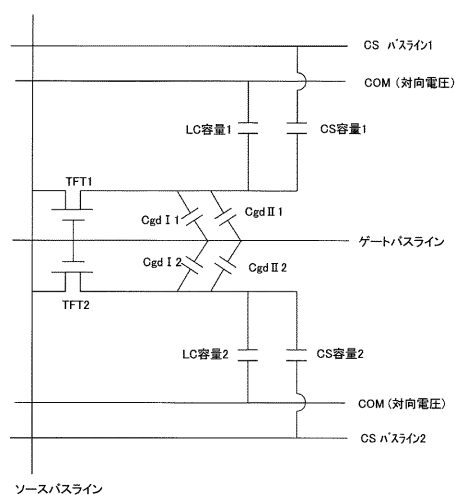 CS バスライン1
COM (対向電圧)
LC容量1
CS容量1
TFT1
CgdⅠ1
CgdⅡ1
ゲートバスライン
CgdⅠ2
CgdⅡ2
TFT2
LC容量2
CS容量2
COM (対向電圧)
CS バスライン2
ソースバスライン